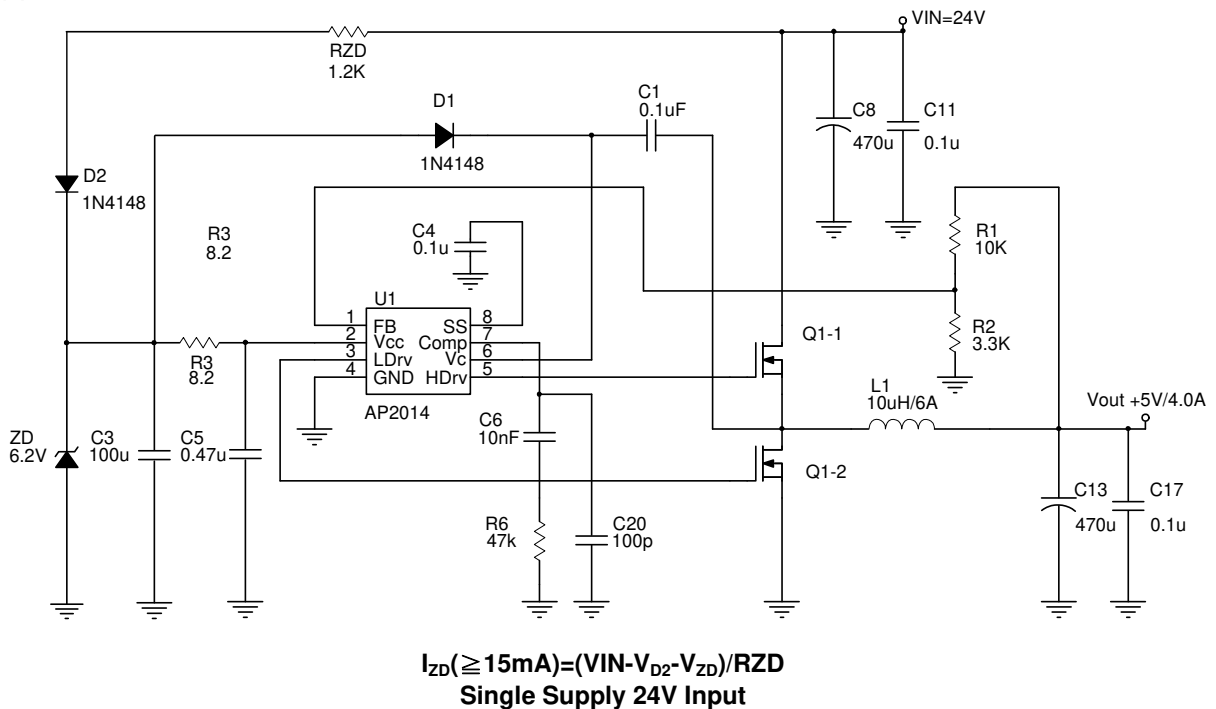 VIN=24V
RZD
1.2K
D1
1N4148
C1
0.1uF
C8
470u
C11
0.1u
D2
1N4148
R3
8.2
C4
0.1u
R1
10K
R2
3.3K
U1
1 FB SS 8
2 Vcc Comp 7
3 LDrv Vc 6
4 GND HDrv 5
AP2014
R3
8.2
Q1-1
L1
10uH/6A
Vout +5V/4.0A
ZD
6.2V
C3
100u
C5
0.47u
C6
10nF
Q1-2
R6
47k
C20
100p
C13
470u
C17
0.1u
I_ZD(≧15mA)=(VIN-V_D2-V_ZD)/RZD
Single Supply 24V Input